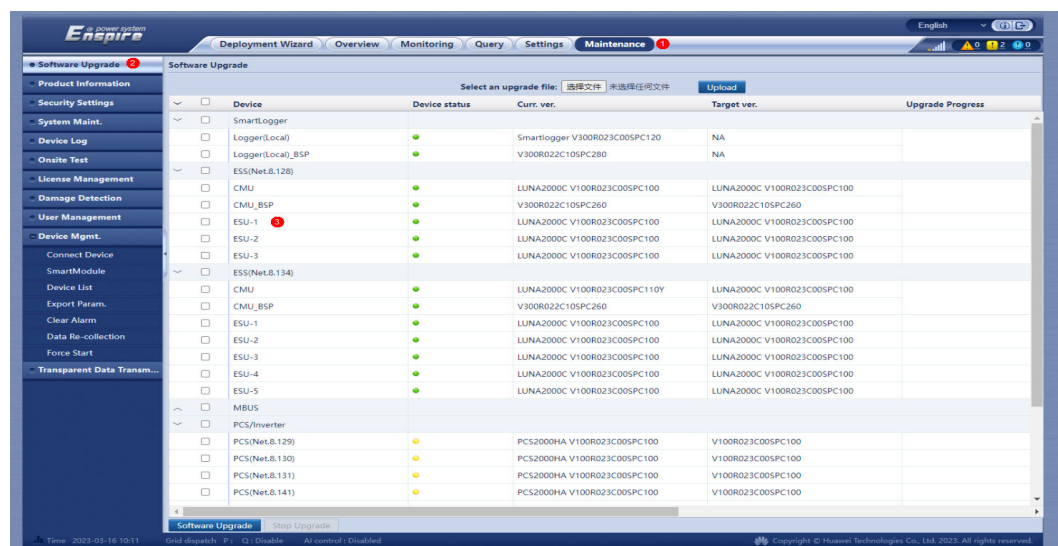 e power system
Enspire
English
Deployment Wizard Overview Monitoring Query Settings Maintenance 1
0 2 0
Software Upgrade 2
Product Information
Security Settings
System Maint.
Device Log
Onsite Test
License Management
Damage Detection
User Management
Device Mgmt.
Connect Device
SmartModule
Device List
Export Param.
Clear Alarm
Data Re-collection
Force Start
Transparent Data Transm...
Software Upgrade
Select an upgrade file: 选择文件 未选择任何文件 Upload
Device Device status Curr. ver. Target ver. Upgrade Progress
SmartLogger
Logger(Local) Smartlogger V300R023C00SPC120 NA
Logger(Local)_BSP V300R022C10SPC280 NA
ESS(Net.8.128)
CMU LUNA2000C V100R023C00SPC100 LUNA2000C V100R023C00SPC100
CMU_BSP V300R022C10SPC260 V300R022C10SPC260
ESU-1 3 LUNA2000C V100R023C00SPC100 LUNA2000C V100R023C00SPC100
ESU-2 LUNA2000C V100R023C00SPC100 LUNA2000C V100R023C00SPC100
ESU-3 LUNA2000C V100R023C00SPC100 LUNA2000C V100R023C00SPC100
ESS(Net.8.134)
CMU LUNA2000C V100R023C00SPC110Y LUNA2000C V100R023C00SPC100
CMU_BSP V300R022C10SPC260 V300R022C10SPC260
ESU-1 LUNA2000C V100R023C00SPC100 LUNA2000C V100R023C00SPC100
ESU-2 LUNA2000C V100R023C00SPC100 LUNA2000C V100R023C00SPC100
ESU-3 LUNA2000C V100R023C00SPC100 LUNA2000C V100R023C00SPC100
ESU-4 LUNA2000C V100R023C00SPC100 LUNA2000C V100R023C00SPC100
ESU-5 LUNA2000C V100R023C00SPC100 LUNA2000C V100R023C00SPC100
MBUS
PCS/Inverter
PCS(Net.8.129) PCS2000HA V100R023C00SPC100 V100R023C00SPC100
PCS(Net.8.130) PCS2000HA V100R023C00SPC100 V100R023C00SPC100
PCS(Net.8.131) PCS2000HA V100R023C00SPC100 V100R023C00SPC100
PCS(Net.8.141) PCS2000HA V100R023C00SPC100 V100R023C00SPC100
Software Upgrade Stop Upgrade
Time 2023-03-16 10:11 Grid dispatch P : Q : Disable AI control : Disabled Copyright © Huawei Technologies Co., Ltd. 2023. All rights reserved.